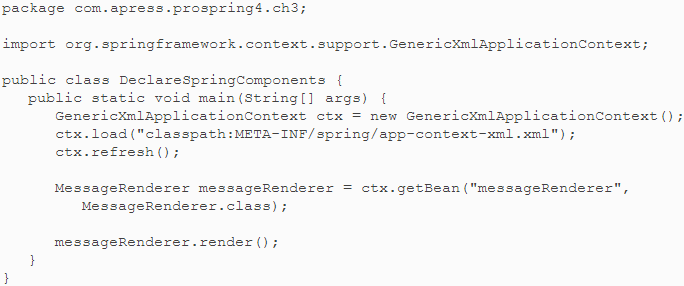 package com.apress.prospring4.ch3;
import org.springframework.context.support.GenericXmlApplicationContext;
public class DeclareSpringComponents {
public static void main(String[] args) {
GenericXmlApplicationContext ctx = new GenericXmlApplicationContext();
ctx.load("classpath:META-INF/spring/app-context-xml.xml");
ctx.refresh();
MessageRenderer messageRenderer = ctx.getBean("messageRenderer",
MessageRenderer.class);
messageRenderer.render();
}
}